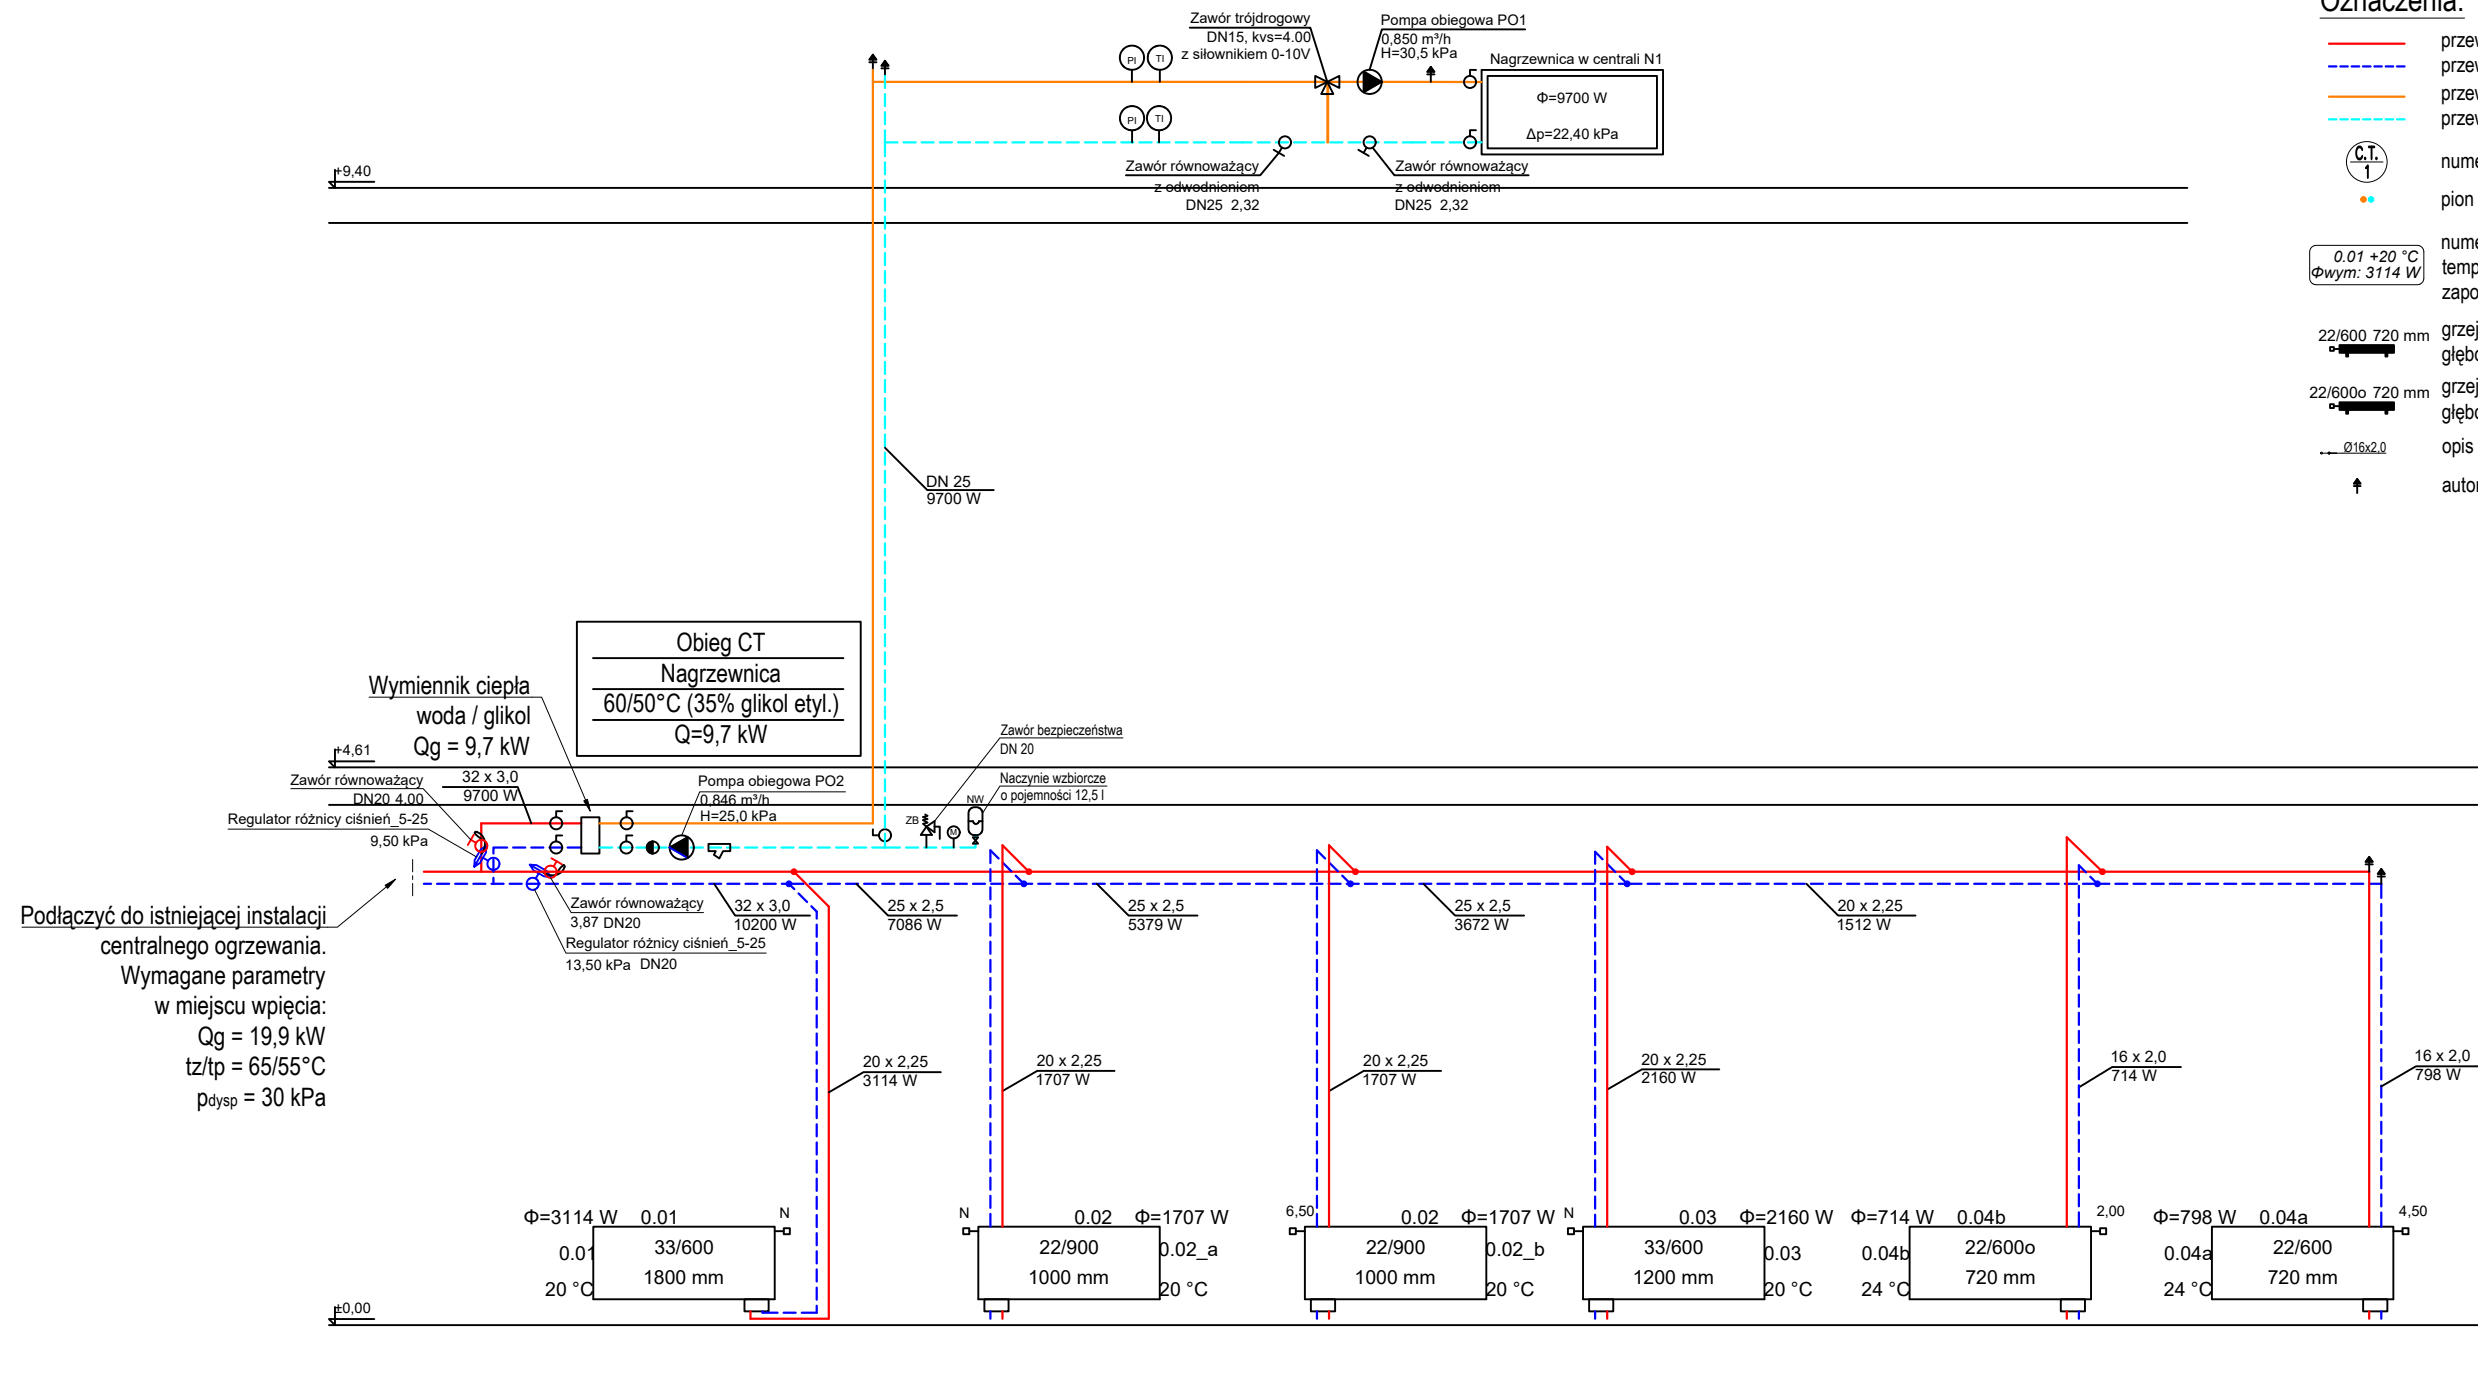 Zawór trójdrogowy
DN15, kvs=4.00
z siłownikiem 0-10V
Pompa obiegowa PO1
0,850 m³/h
H=30,5 kPa
Nagrzewnica w centrali N1
Φ=9700 W
Δp=22,40 kPa
PI TI
PI TI
Zawór równoważący
z odwodnieniem
DN25 2,32
Zawór równoważący
z odwodnieniem
DN25 2,32
+9,40
DN 25
9700 W
Obieg CT
Nagrzewnica
60/50°C (35% glikol etyl.)
Q=9,7 kW
Wymiennik ciepła
woda / glikol
Qg = 9,7 kW
+4,61
Zawór bezpieczeństwa
DN 20
Naczynie wzbiorcze
o pojemności 12,5 l
NW
ZB
M
Zawór równoważący
DN20 4,00
32 x 3,0
9700 W
Regulator różnicy ciśnień_5-25
9,50 kPa
Pompa obiegowa PO2
0,846 m³/h
H=25,0 kPa
Podłączyć do istniejącej instalacji
centralnego ogrzewania.
Wymagane parametry
w miejscu wpięcia:
Qg = 19,9 kW
tz/tp = 65/55°C
pdysp = 30 kPa
Zawór równoważący
3,87 DN20
Regulator różnicy ciśnień_5-25
13,50 kPa DN20
32 x 3,0
10200 W
25 x 2,5
7086 W
25 x 2,5
5379 W
25 x 2,5
3672 W
20 x 2,25
1512 W
20 x 2,25
3114 W
20 x 2,25
1707 W
20 x 2,25
1707 W
20 x 2,25
2160 W
16 x 2,0
714 W
16 x 2,0
798 W
Φ=3114 W 0.01 N
0.01 33/600
1800 mm
20 °C
N 0.02 Φ=1707 W
22/900 0.02_a
1000 mm
20 °C
6,50 0.02 Φ=1707 W
22/900 0.02_b
1000 mm
20 °C
N 0.03 Φ=2160 W
33/600 0.03
1200 mm
20 °C
Φ=714 W 0.04b 2,00
0.04b 22/600o
720 mm
24 °C
Φ=798 W 0.04a 4,50
0.04a 22/600
720 mm
24 °C
±0,00
Oznaczenia:
C.T.
1
pion
0.01 +20 °C
Φwym: 3114 W
22/600 720 mm
22/600o 720 mm
Ø16x2,0
opis